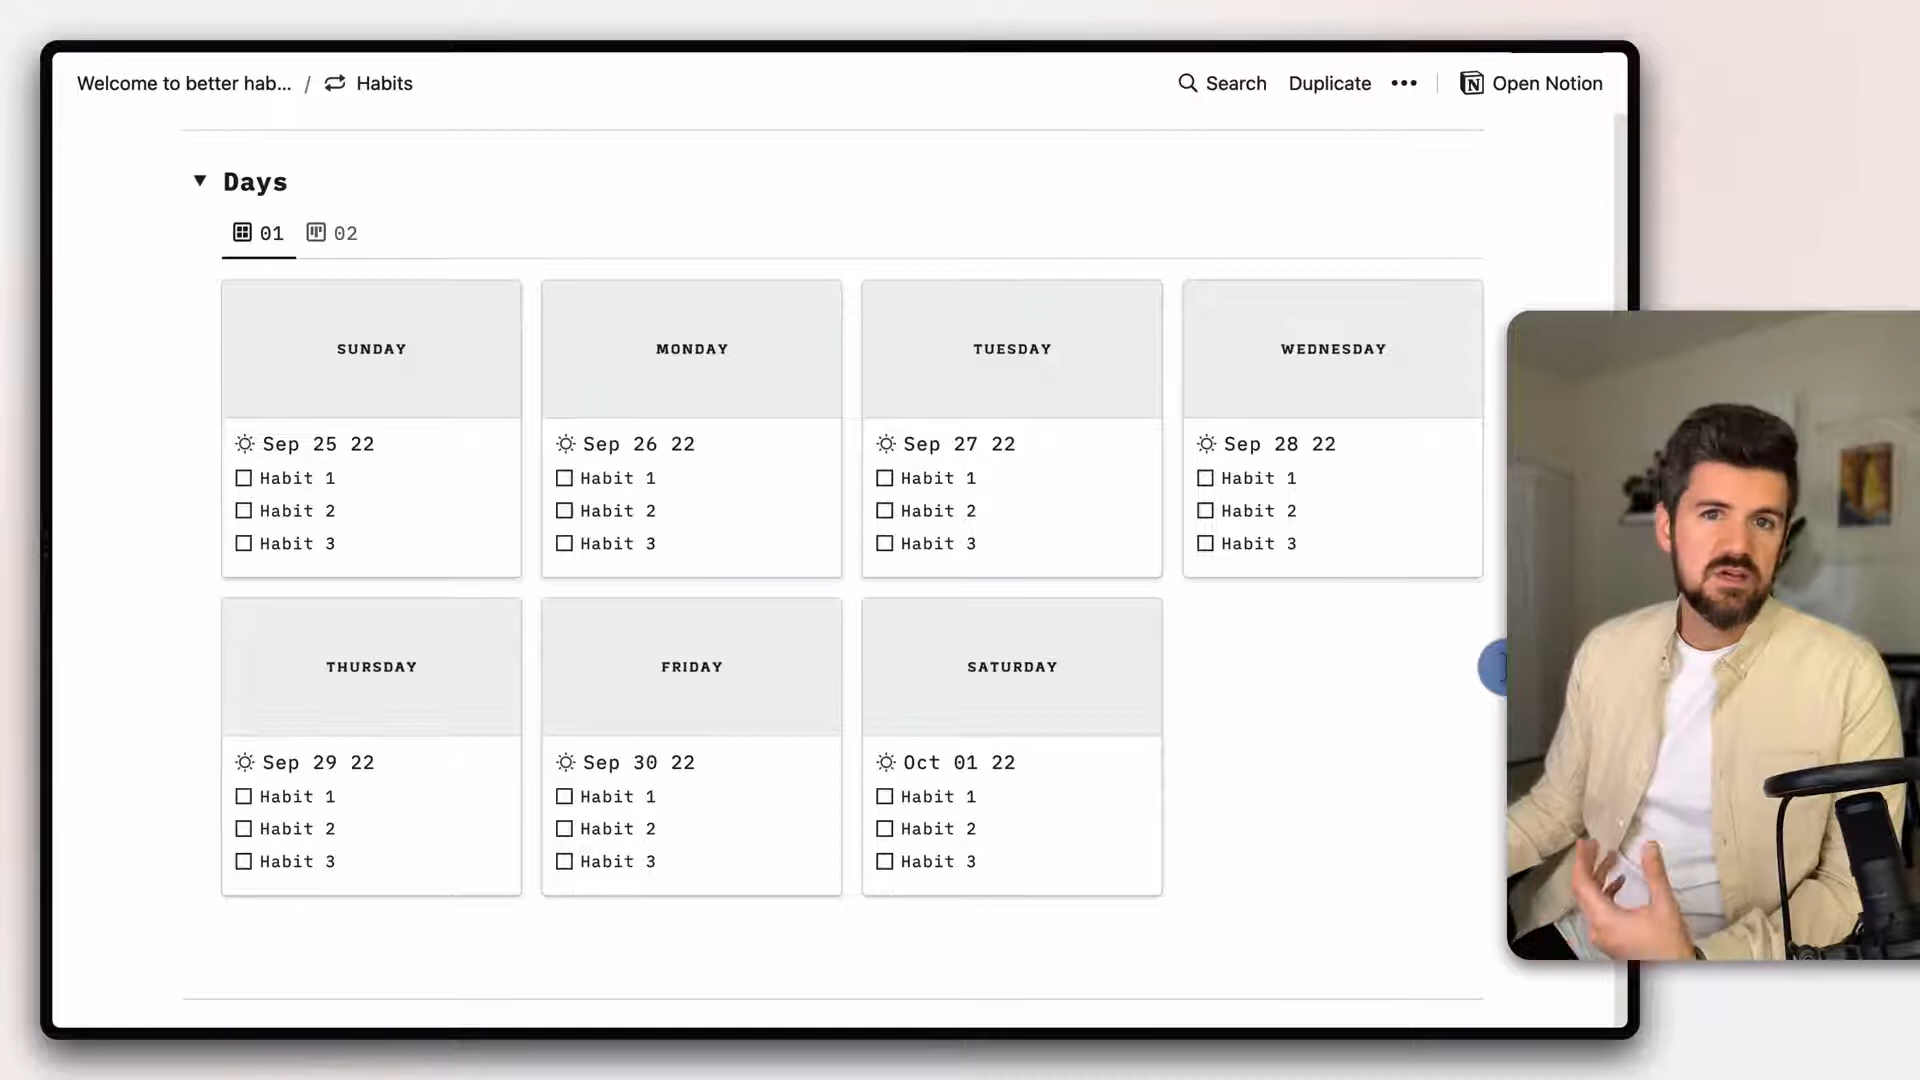 Welcome to better hab... / Habits
Search Duplicate ••• Open Notion
Days
01 02
SUNDAY
Sep 25 22
Habit 1
Habit 2
Habit 3
MONDAY
Sep 26 22
Habit 1
Habit 2
Habit 3
TUESDAY
Sep 27 22
Habit 1
Habit 2
Habit 3
WEDNESDAY
Sep 28 22
Habit 1
Habit 2
Habit 3
THURSDAY
Sep 29 22
Habit 1
Habit 2
Habit 3
FRIDAY
Sep 30 22
Habit 1
Habit 2
Habit 3
SATURDAY
Oct 01 22
Habit 1
Habit 2
Habit 3